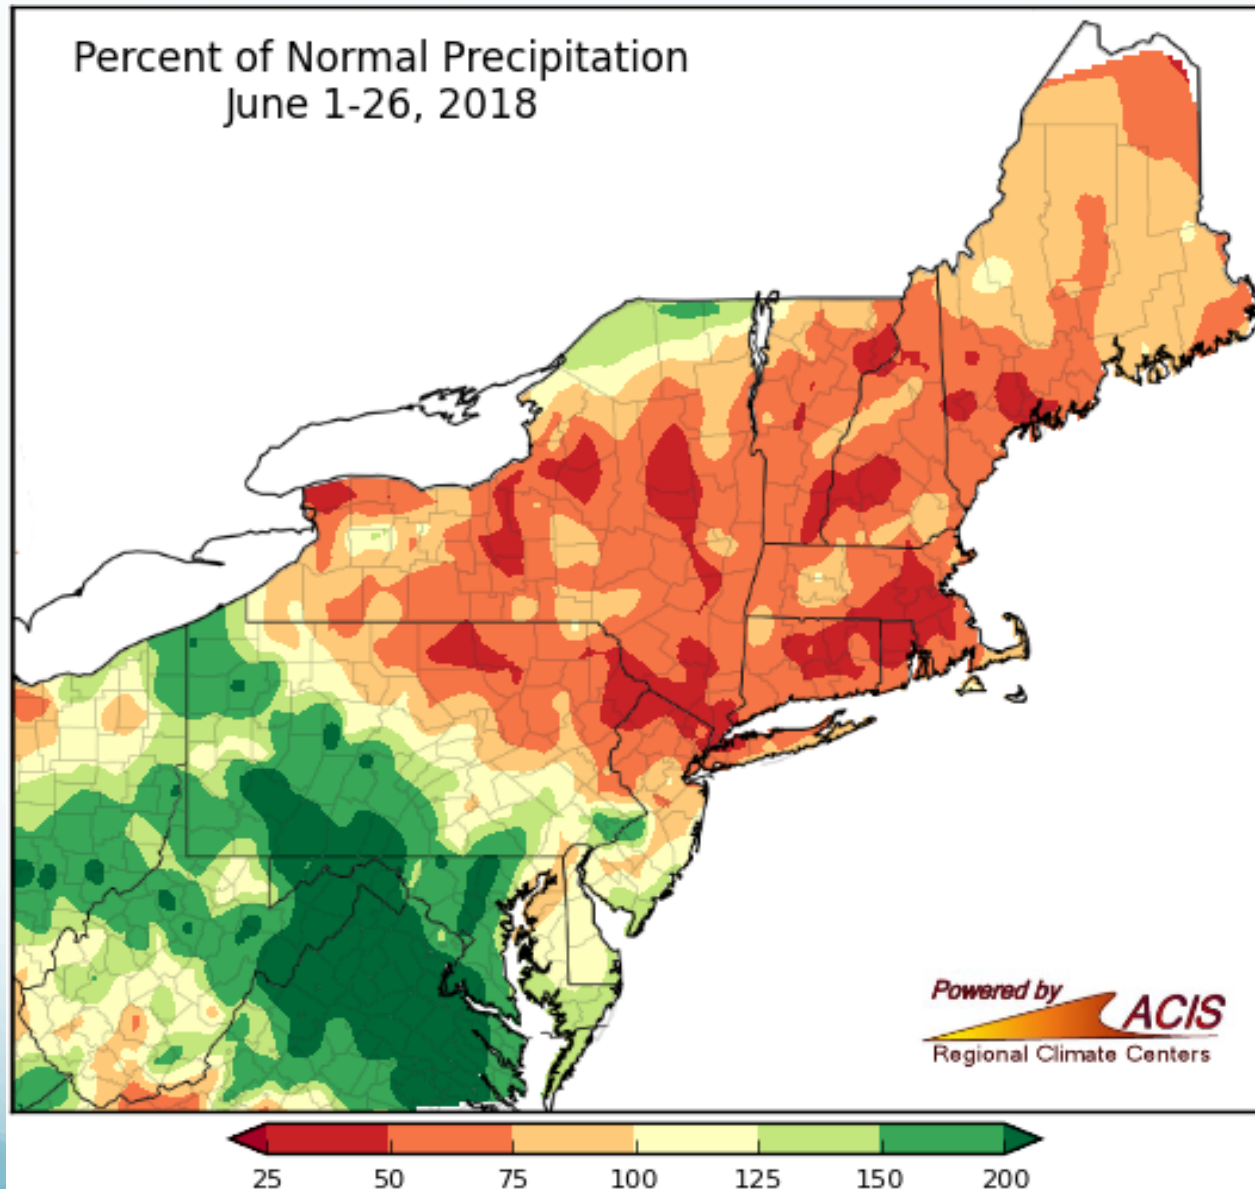 Percent of Normal Precipitation
June 1-26, 2018
Powered by
ACIS
Regional Climate Centers
25 50 75 100 125 150 200